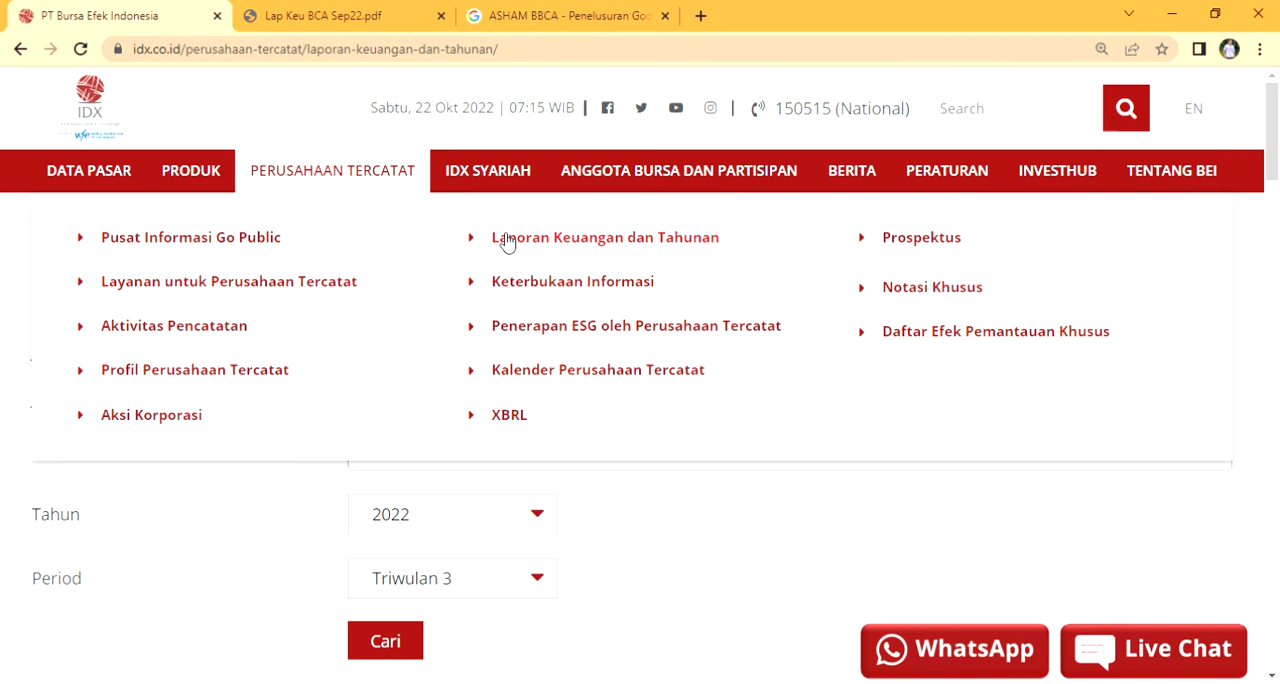 PT Bursa Efek Indonesia
Lap Keu BCA Sep22.pdf
ASHAM BBCA - Penelusuran Goo
idx.co.id/perusahaan-tercatat/laporan-keuangan-dan-tahunan/
IDX
wfe
Sabtu, 22 Okt 2022 | 07:15 WIB
150515 (National)
Search
EN
DATA PASAR
PRODUK
PERUSAHAAN TERCATAT
IDX SYARIAH
ANGGOTA BURSA DAN PARTISIPAN
BERITA
PERATURAN
INVESTHUB
TENTANG BEI
Pusat Informasi Go Public
Layanan untuk Perusahaan Tercatat
Aktivitas Pencatatan
Profil Perusahaan Tercatat
Aksi Korporasi
Laporan Keuangan dan Tahunan
Keterbukaan Informasi
Penerapan ESG oleh Perusahaan Tercatat
Kalender Perusahaan Tercatat
XBRL
Prospektus
Notasi Khusus
Daftar Efek Pemantauan Khusus
Tahun
2022
Period
Triwulan 3
Cari
WhatsApp
Live Chat